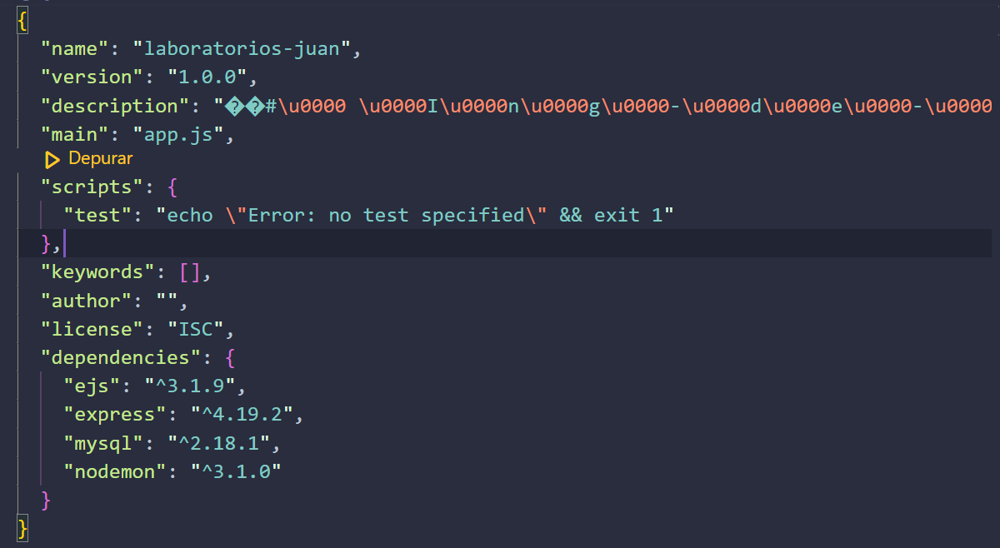 {
"name": "laboratorios-juan",
"version": "1.0.0",
"description": "��#\u0000 \u0000I\u0000n\u0000g\u0000-\u0000d\u0000e\u0000-\u0000
"main": "app.js",
Depurar
"scripts": {
"test": "echo \"Error: no test specified\" && exit 1"
},
"keywords": [],
"author": "",
"license": "ISC",
"dependencies": {
"ejs": "^3.1.9",
"express": "^4.19.2",
"mysql": "^2.18.1",
"nodemon": "^3.1.0"
}
}